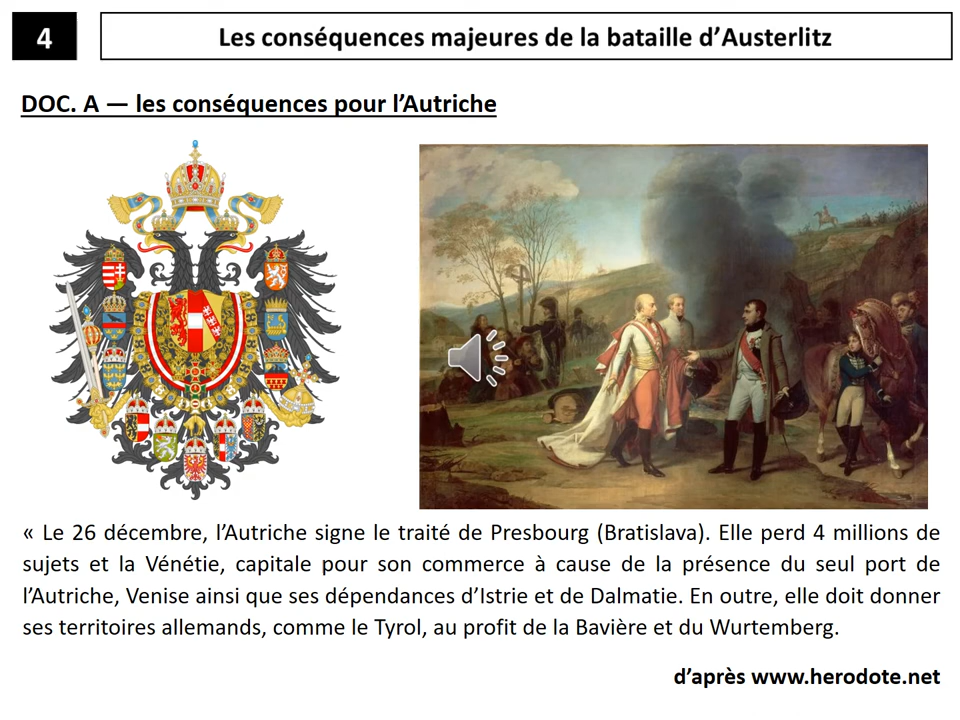 4
Les conséquences majeures de la bataille d’Austerlitz
DOC. A — les conséquences pour l’Autriche
« Le 26 décembre, l’Autriche signe le traité de Presbourg (Bratislava). Elle perd 4 millions de
sujets et la Vénétie, capitale pour son commerce à cause de la présence du seul port de
l’Autriche, Venise ainsi que ses dépendances d’Istrie et de Dalmatie. En outre, elle doit donner
ses territoires allemands, comme le Tyrol, au profit de la Bavière et du Wurtemberg.
d’après www.herodote.net